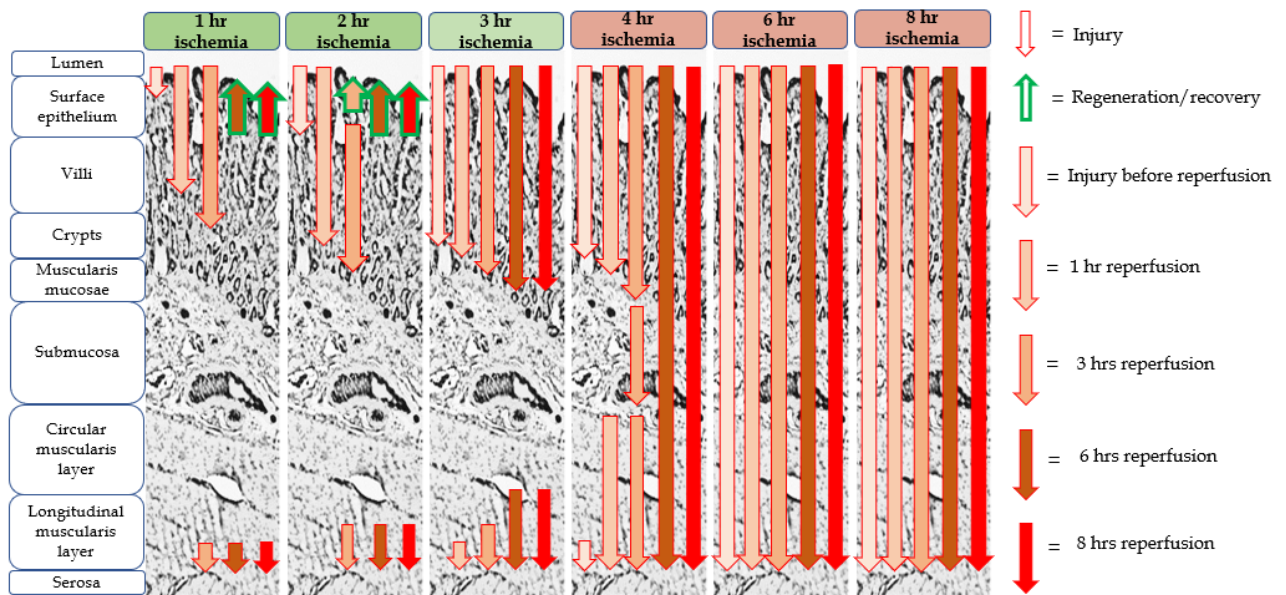 1 hr
ischemia
2 hr
ischemia
3 hr
ischemia
4 hr
ischemia
6 hr
ischemia
8 hr
ischemia
Lumen
Surface
epithelium
Villi
Crypts
Muscularis
mucosae
Submucosa
Circular
muscularis
layer
Longitudinal
muscularis
layer
Serosa
= Injury
= Regeneration/recovery
= Injury before reperfusion
= 1 hr reperfusion
= 3 hrs reperfusion
= 6 hrs reperfusion
= 8 hrs reperfusion